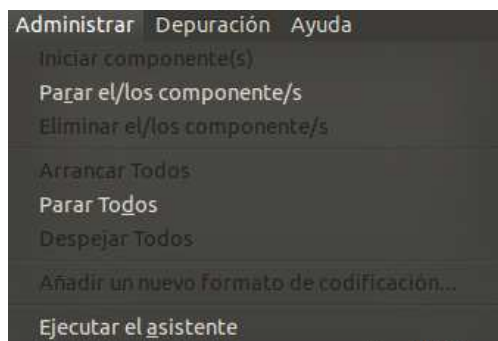 Administrar Depuración Ayuda
Iniciar componente(s)
Parar el/los componente/s
Eliminar el/los componente/s
Arrancar Todos
Parar Todos
Despejar Todos
Añadir un nuevo formato de codificación...
Ejecutar el asistente